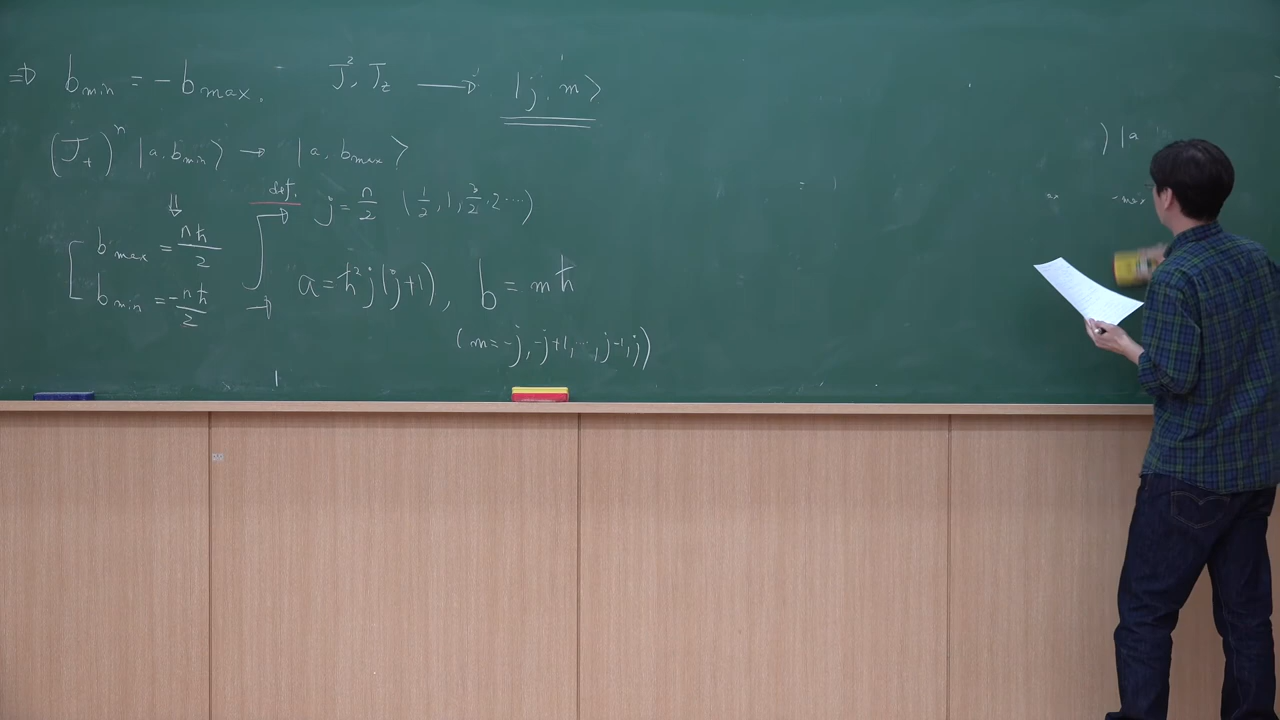 ⇒ b_min = - b_max.
J², J_z → |j, m⟩
(J₊)ⁿ |a, b_min⟩ → |a, b_max⟩
⇓
def.
j = n/2 (1/2, 1, 3/2, 2 ...)
b_max = nħ/2
b_min = -nħ/2
→ a = ħ² j(j+1), b = mħ
(m = -j, -j+1, ..., j-1, j)
) |a